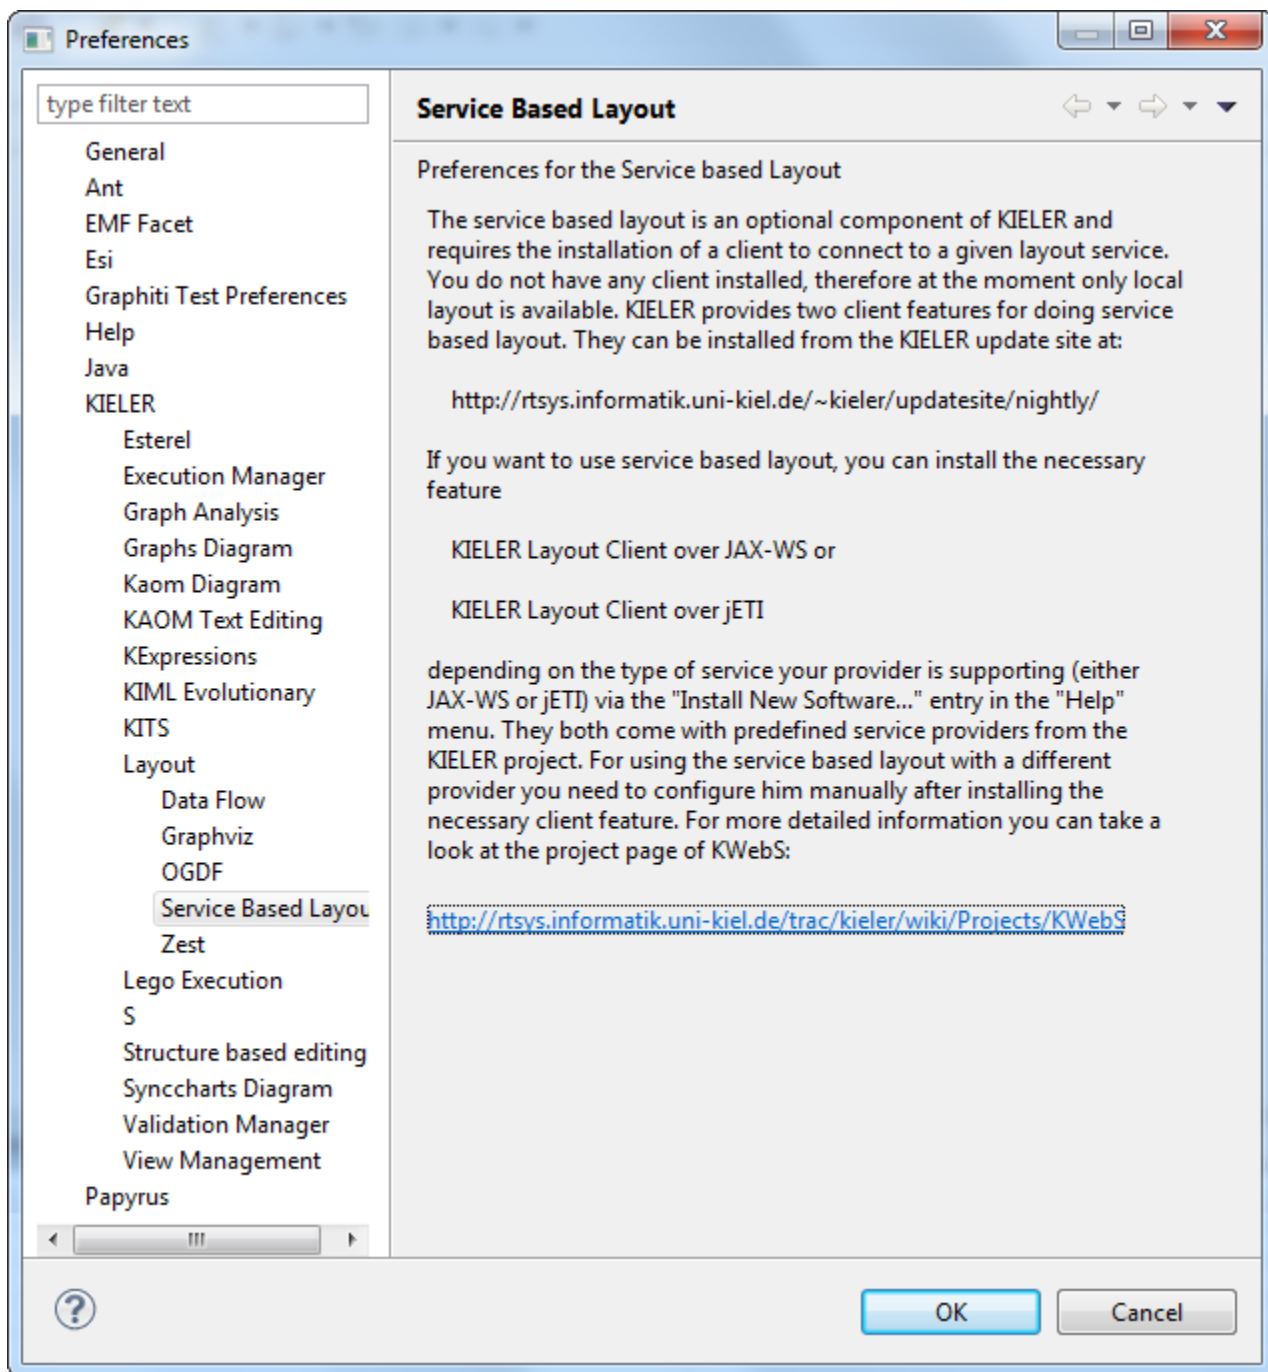 Preferences
type filter text
General
Ant
EMF Facet
Esi
Graphiti Test Preferences
Help
Java
KIELER
Esterel
Execution Manager
Graph Analysis
Graphs Diagram
Kaom Diagram
KAOM Text Editing
KExpressions
KIML Evolutionary
KITS
Layout
Data Flow
Graphviz
OGDF
Service Based Layou
Zest
Lego Execution
S
Structure based editing
Synccharts Diagram
Validation Manager
View Management
Papyrus
Service Based Layout
Preferences for the Service based Layout
The service based layout is an optional component of KIELER and
requires the installation of a client to connect to a given layout service.
You do not have any client installed, therefore at the moment only local
layout is available. KIELER provides two client features for doing service
based layout. They can be installed from the KIELER update site at:
http://rtsys.informatik.uni-kiel.de/~kieler/updatesite/nightly/
If you want to use service based layout, you can install the necessary
feature
KIELER Layout Client over JAX-WS or
KIELER Layout Client over jETI
depending on the type of service your provider is supporting (either
JAX-WS or jETI) via the "Install New Software..." entry in the "Help"
menu. They both come with predefined service providers from the
KIELER project. For using the service based layout with a different
provider you need to configure him manually after installing the
necessary client feature. For more detailed information you can take a
look at the project page of KWebS:
http://rtsys.informatik.uni-kiel.de/trac/kieler/wiki/Projects/KWebS
OK
Cancel